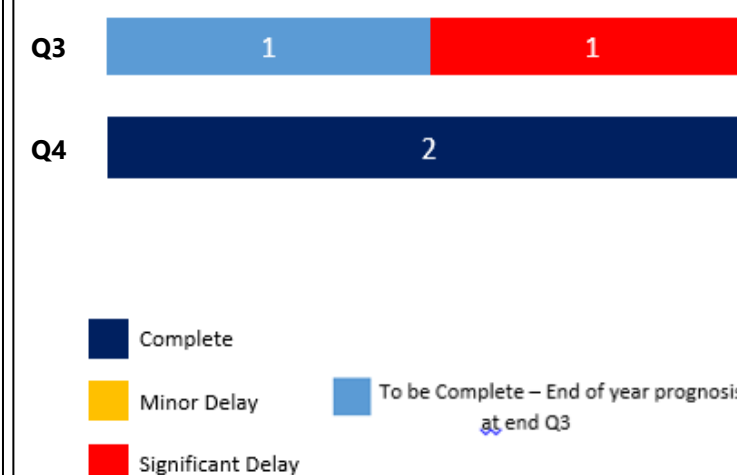 Q3 1 1
Q4 2
Complete
Minor Delay
To be Complete – End of year prognosis
at end Q3
Significant Delay